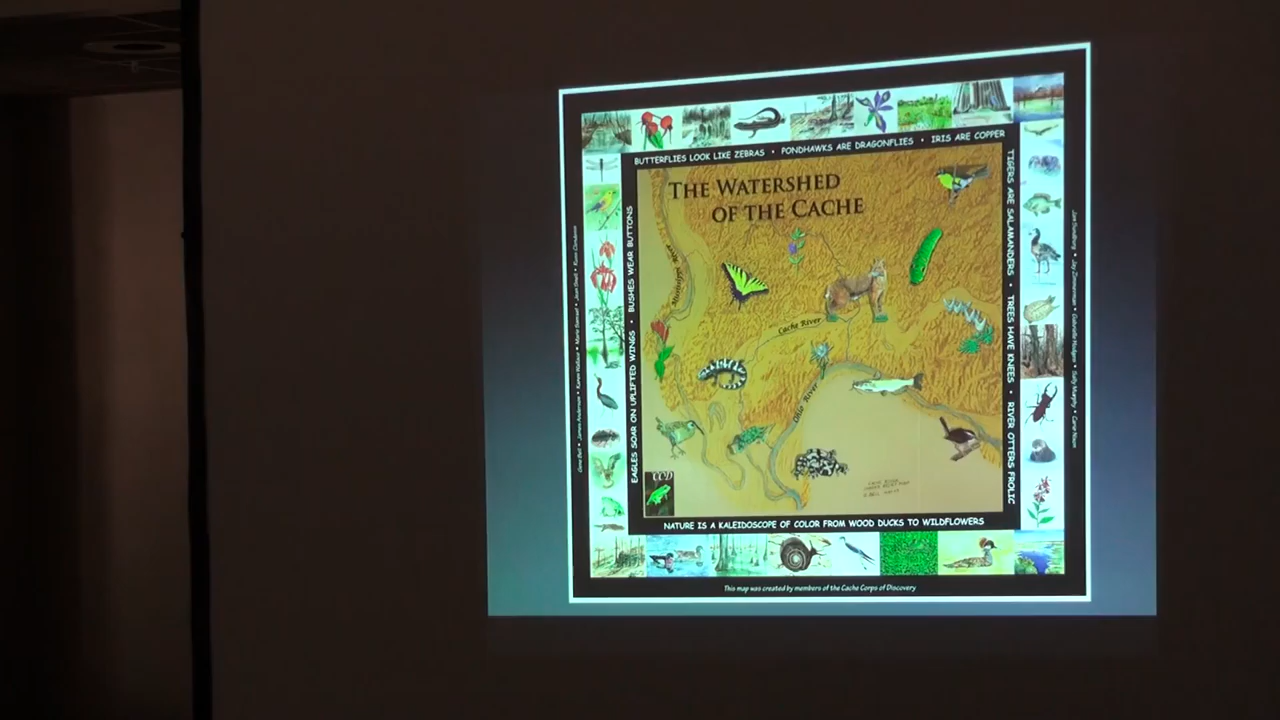 BUTTERFLIES LOOK LIKE ZEBRAS • PONDHAWKS ARE DRAGONFLIES • IRIS ARE COPPER
TIGERS ARE SALAMANDERS • TREES HAVE KNEES • RIVER OTTERS FROLIC
EAGLES SOAR ON UPLIFTED WINGS • BUSHES WEAR BUTTONS
THE WATERSHED
OF THE CACHE
Mississippi River
Cache River
Ohio River
CCD
NATURE IS A KALEIDOSCOPE OF COLOR FROM WOOD DUCKS TO WILDFLOWERS
This map was created by members of the Cache Corps of Discovery